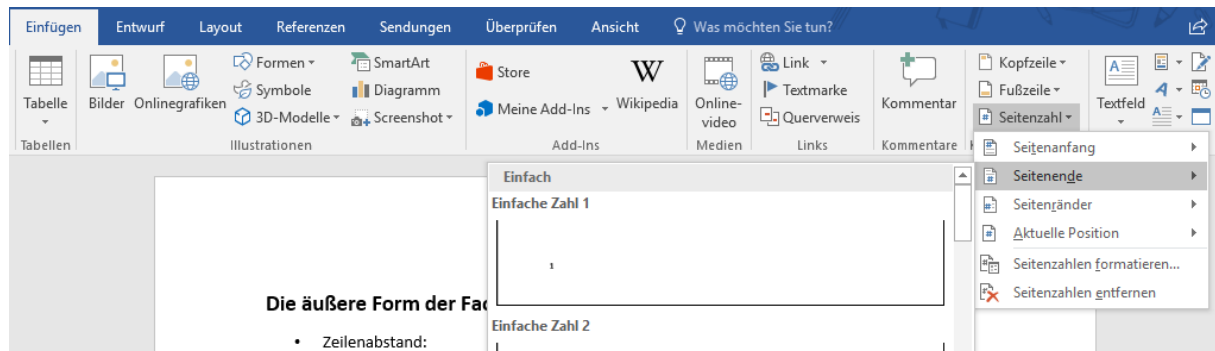 Einfügen Entwurf Layout Referenzen Sendungen Überprüfen Ansicht Was möchten Sie tun?
Formen SmartArt Store W Link Kopfzeile A
Symbole Diagramm Textmarke Fußzeile
Tabelle Bilder Onlinegrafiken 3D-Modelle Screenshot Meine Add-Ins Wikipedia Online-video Querverweis Kommentar Seitenzahl Textfeld
Tabellen Illustrationen Add-Ins Medien Links Kommentare
Seitenanfang
Seitenende
Seitenränder
Aktuelle Position
Seitenzahlen formatieren...
Seitenzahlen entfernen
Einfach
Einfache Zahl 1
1
Einfache Zahl 2
Die äußere Form der
• Zeilenabstand: